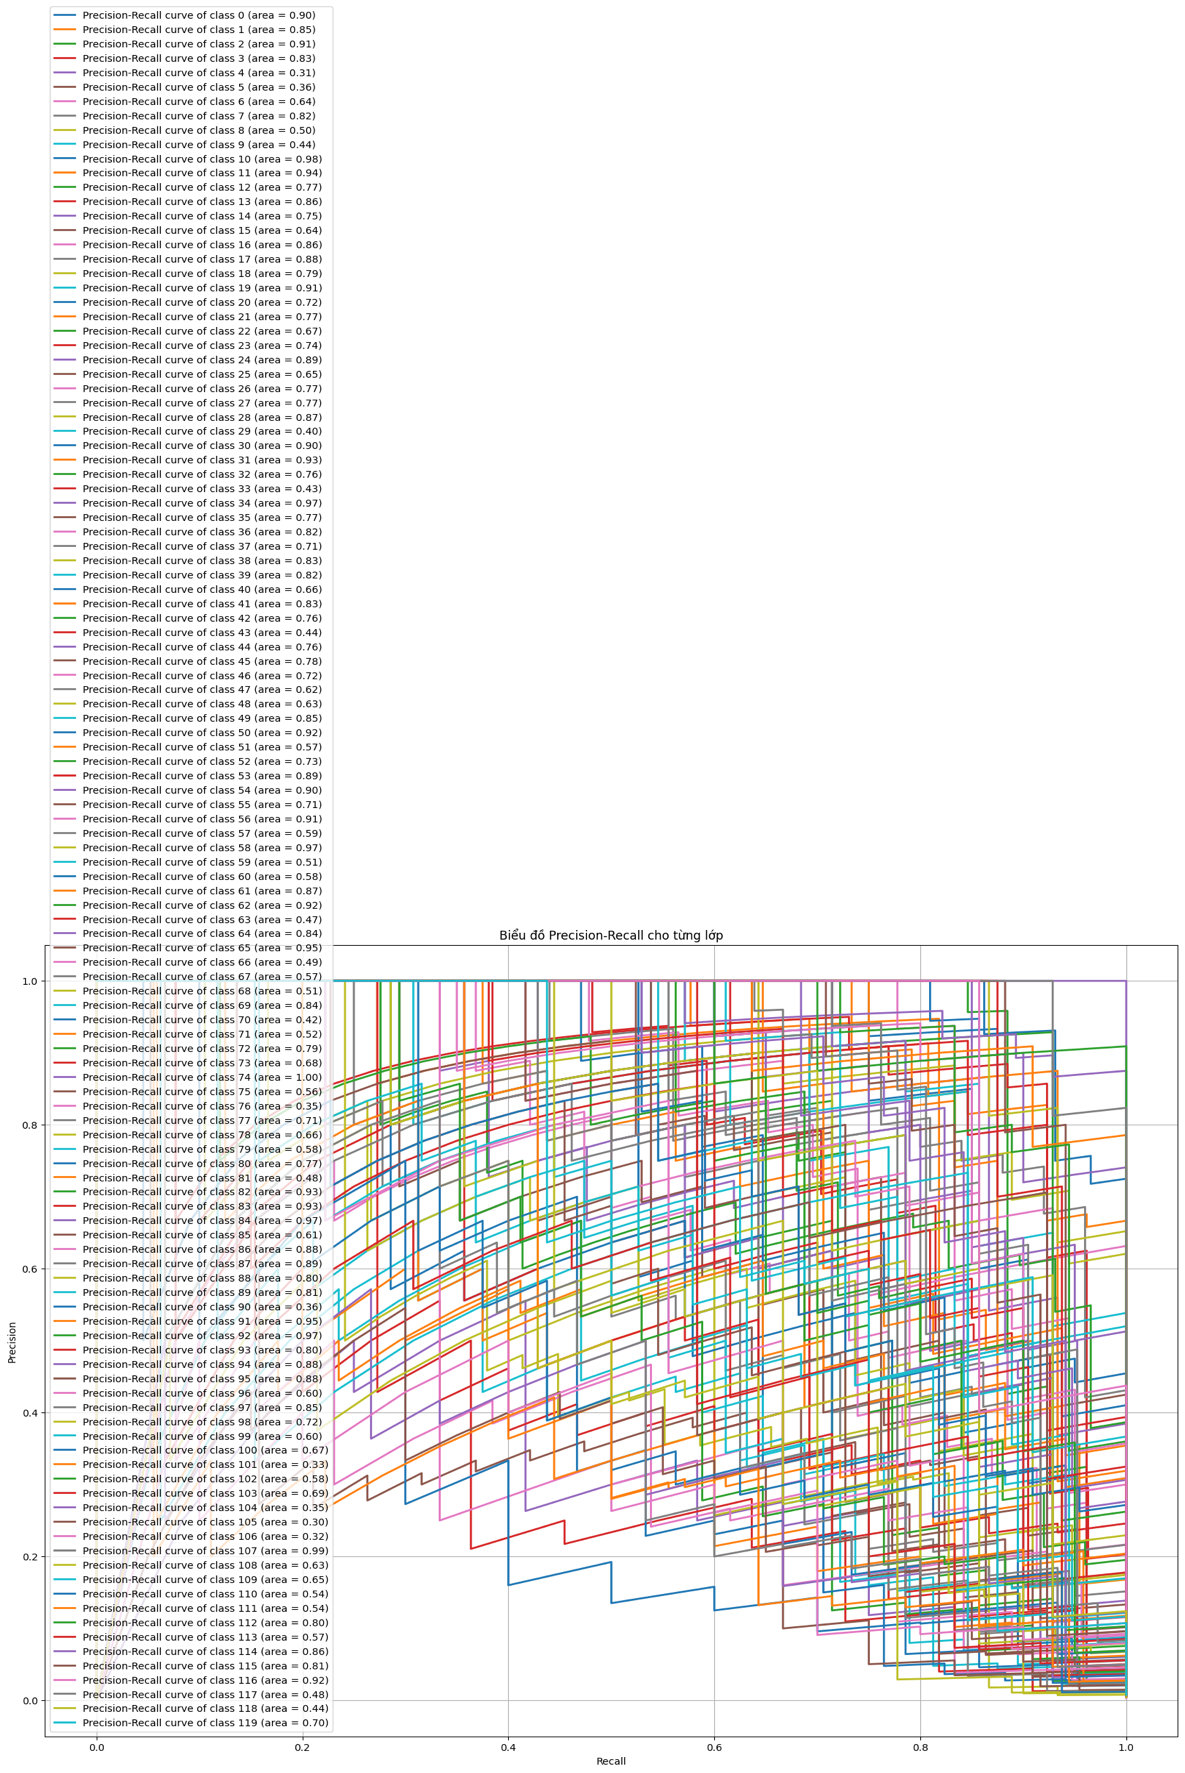 Precision-Recall curve of class 0 (area = 0.90)
Precision-Recall curve of class 1 (area = 0.85)
Precision-Recall curve of class 2 (area = 0.91)
Precision-Recall curve of class 3 (area = 0.83)
Precision-Recall curve of class 4 (area = 0.31)
Precision-Recall curve of class 5 (area = 0.36)
Precision-Recall curve of class 6 (area = 0.64)
Precision-Recall curve of class 7 (area = 0.82)
Precision-Recall curve of class 8 (area = 0.50)
Precision-Recall curve of class 9 (area = 0.44)
Precision-Recall curve of class 10 (area = 0.98)
Precision-Recall curve of class 11 (area = 0.94)
Precision-Recall curve of class 12 (area = 0.77)
Precision-Recall curve of class 13 (area = 0.86)
Precision-Recall curve of class 14 (area = 0.75)
Precision-Recall curve of class 15 (area = 0.64)
Precision-Recall curve of class 16 (area = 0.86)
Precision-Recall curve of class 17 (area = 0.88)
Precision-Recall curve of class 18 (area = 0.79)
Precision-Recall curve of class 19 (area = 0.91)
Precision-Recall curve of class 20 (area = 0.72)
Precision-Recall curve of class 21 (area = 0.77)
Precision-Recall curve of class 22 (area = 0.67)
Precision-Recall curve of class 23 (area = 0.74)
Precision-Recall curve of class 24 (area = 0.89)
Precision-Recall curve of class 25 (area = 0.65)
Precision-Recall curve of class 26 (area = 0.77)
Precision-Recall curve of class 27 (area = 0.77)
Precision-Recall curve of class 28 (area = 0.87)
Precision-Recall curve of class 29 (area = 0.40)
Precision-Recall curve of class 30 (area = 0.90)
Precision-Recall curve of class 31 (area = 0.93)
Precision-Recall curve of class 32 (area = 0.76)
Precision-Recall curve of class 33 (area = 0.43)
Precision-Recall curve of class 34 (area = 0.97)
Precision-Recall curve of class 35 (area = 0.77)
Precision-Recall curve of class 36 (area = 0.82)
Precision-Recall curve of class 37 (area = 0.71)
Precision-Recall curve of class 38 (area = 0.83)
Precision-Recall curve of class 39 (area = 0.82)
Precision-Recall curve of class 40 (area = 0.66)
Precision-Recall curve of class 41 (area = 0.83)
Precision-Recall curve of class 42 (area = 0.76)
Precision-Recall curve of class 43 (area = 0.44)
Precision-Recall curve of class 44 (area = 0.76)
Precision-Recall curve of class 45 (area = 0.78)
Precision-Recall curve of class 46 (area = 0.72)
Precision-Recall curve of class 47 (area = 0.62)
Precision-Recall curve of class 48 (area = 0.63)
Precision-Recall curve of class 49 (area = 0.85)
Precision-Recall curve of class 50 (area = 0.92)
Precision-Recall curve of class 51 (area = 0.57)
Precision-Recall curve of class 52 (area = 0.73)
Precision-Recall curve of class 53 (area = 0.89)
Precision-Recall curve of class 54 (area = 0.90)
Precision-Recall curve of class 55 (area = 0.71)
Precision-Recall curve of class 56 (area = 0.91)
Precision-Recall curve of class 57 (area = 0.59)
Precision-Recall curve of class 58 (area = 0.97)
Precision-Recall curve of class 59 (area = 0.51)
Precision-Recall curve of class 60 (area = 0.58)
Precision-Recall curve of class 61 (area = 0.87)
Precision-Recall curve of class 62 (area = 0.92)
Precision-Recall curve of class 63 (area = 0.47)
Precision-Recall curve of class 64 (area = 0.84)
Precision-Recall curve of class 65 (area = 0.95)
Precision-Recall curve of class 66 (area = 0.49)
Precision-Recall curve of class 67 (area = 0.57)
Precision-Recall curve of class 68 (area = 0.51)
Precision-Recall curve of class 69 (area = 0.84)
Precision-Recall curve of class 70 (area = 0.42)
Precision-Recall curve of class 71 (area = 0.52)
Precision-Recall curve of class 72 (area = 0.79)
Precision-Recall curve of class 73 (area = 0.68)
Precision-Recall curve of class 74 (area = 1.00)
Precision-Recall curve of class 75 (area = 0.56)
Precision-Recall curve of class 76 (area = 0.35)
Precision-Recall curve of class 77 (area = 0.71)
Precision-Recall curve of class 78 (area = 0.66)
Precision-Recall curve of class 79 (area = 0.58)
Precision-Recall curve of class 80 (area = 0.77)
Precision-Recall curve of class 81 (area = 0.48)
Precision-Recall curve of class 82 (area = 0.93)
Precision-Recall curve of class 83 (area = 0.93)
Precision-Recall curve of class 84 (area = 0.97)
Precision-Recall curve of class 85 (area = 0.61)
Precision-Recall curve of class 86 (area = 0.88)
Precision-Recall curve of class 87 (area = 0.89)
Precision-Recall curve of class 88 (area = 0.80)
Precision-Recall curve of class 89 (area = 0.81)
Precision-Recall curve of class 90 (area = 0.36)
Precision-Recall curve of class 91 (area = 0.95)
Precision-Recall curve of class 92 (area = 0.97)
Precision-Recall curve of class 93 (area = 0.80)
Precision-Recall curve of class 94 (area = 0.88)
Precision-Recall curve of class 95 (area = 0.88)
Precision-Recall curve of class 96 (area = 0.60)
Precision-Recall curve of class 97 (area = 0.85)
Precision-Recall curve of class 98 (area = 0.72)
Precision-Recall curve of class 99 (area = 0.60)
Precision-Recall curve of class 100 (area = 0.67)
Precision-Recall curve of class 101 (area = 0.33)
Precision-Recall curve of class 102 (area = 0.58)
Precision-Recall curve of class 103 (area = 0.69)
Precision-Recall curve of class 104 (area = 0.35)
Precision-Recall curve of class 105 (area = 0.30)
Precision-Recall curve of class 106 (area = 0.32)
Precision-Recall curve of class 107 (area = 0.99)
Precision-Recall curve of class 108 (area = 0.63)
Precision-Recall curve of class 109 (area = 0.65)
Precision-Recall curve of class 110 (area = 0.54)
Precision-Recall curve of class 111 (area = 0.54)
Precision-Recall curve of class 112 (area = 0.80)
Precision-Recall curve of class 113 (area = 0.57)
Precision-Recall curve of class 114 (area = 0.86)
Precision-Recall curve of class 115 (area = 0.81)
Precision-Recall curve of class 116 (area = 0.92)
Precision-Recall curve of class 117 (area = 0.48)
Precision-Recall curve of class 118 (area = 0.44)
Precision-Recall curve of class 119 (area = 0.70)
Biểu đồ Precision-Recall cho từng lớp
Precision
1.0
0.8
0.6
0.4
0.2
0.0
0.0 0.2 0.4 0.6 0.8 1.0
Recall